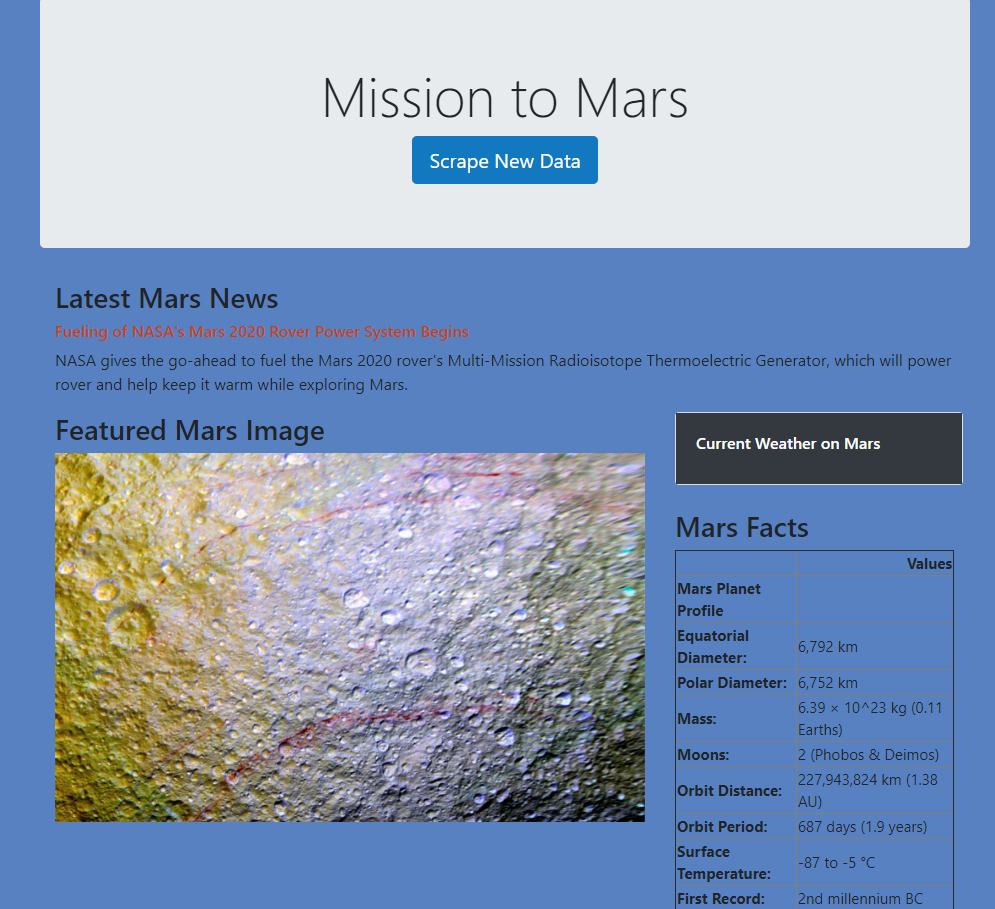 Mission to Mars
Scrape New Data
Latest Mars News
Fueling of NASA's Mars 2020 Rover Power System Begins
NASA gives the go-ahead to fuel the Mars 2020 rover's Multi-Mission Radioisotope Thermoelectric Generator, which will power
rover and help keep it warm while exploring Mars.
Featured Mars Image
Current Weather on Mars
Mars Facts
Values
Mars Planet
Profile
Equatorial
Diameter:
6,792 km
Polar Diameter: 6,752 km
Mass:
6.39 × 10^23 kg (0.11
Earths)
Moons: 2 (Phobos & Deimos)
Orbit Distance:
227,943,824 km (1.38
AU)
Orbit Period: 687 days (1.9 years)
Surface
Temperature:
-87 to -5 °C
First Record: 2nd millennium BC